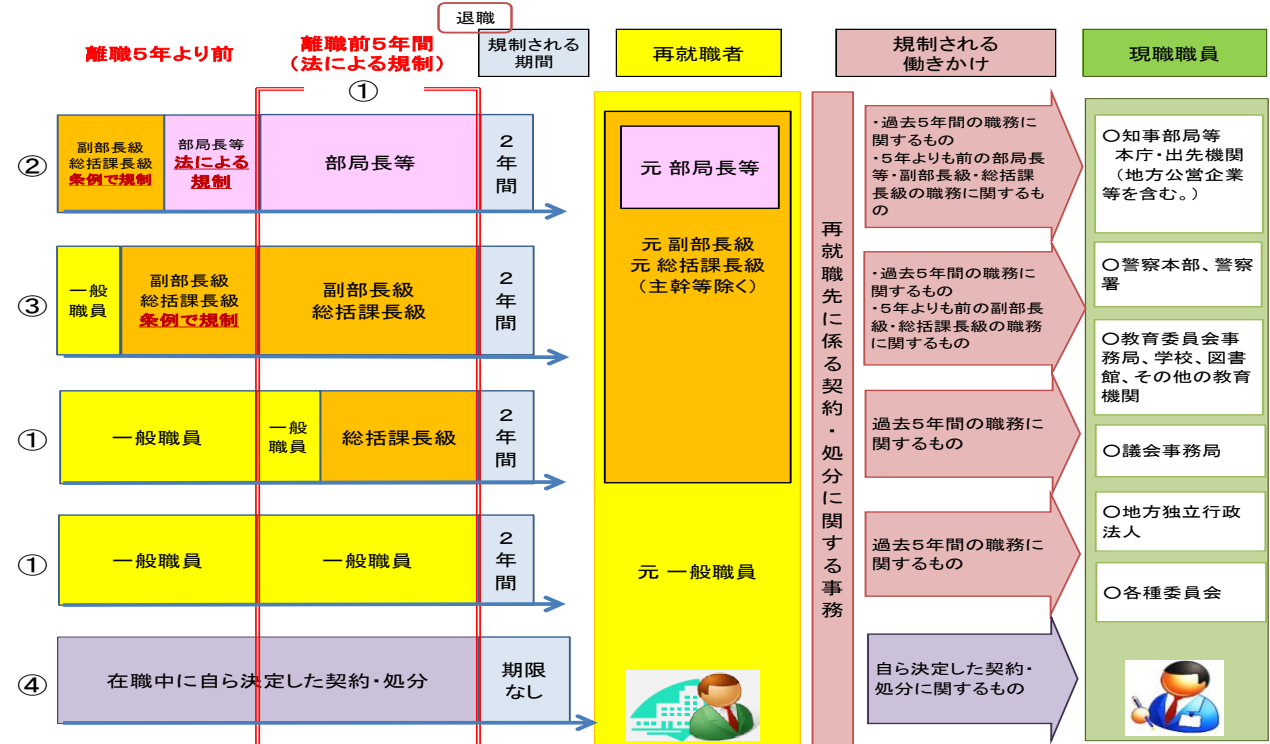 退職
離職5年より前
離職前5年間
(法による規制)
規制される
期間
再就職者
規制される
働きかけ
現職職員
①
②
副部長級
総括課長級
条例で規制
部局長等
法による
規制
部局長等
2
年
間
③
一般
職員
副部長級
総括課長級
条例で規制
副部長級
総括課長級
2
年
間
①
一般職員
一般
職員
総括課長級
2
年
間
①
一般職員
一般職員
2
年
間
④
在職中に自ら決定した契約・処分
期限
なし
元 部局長等
元 副部長級
元 総括課長級
(主幹等除く)
元 一般職員
再就職先に係る契約・処分に関する事務
・過去5年間の職務に
関するもの
・5年よりも前の部局長
等・副部長級・総括課
長級の職務に関するも
の
・過去5年間の職務に
関するもの
・5年よりも前の副部長
級・総括課長級の職務
に関するもの
過去5年間の職務に
関するもの
過去5年間の職務に
関するもの
自ら決定した契約・
処分に関するもの
○知事部局等
本庁・出先機関
(地方公営企業
等を含む。)
○警察本部、警察
署
○教育委員会事
務局、学校、図書
館、その他の教育
機関
○議会事務局
○地方独立行政
法人
○各種委員会